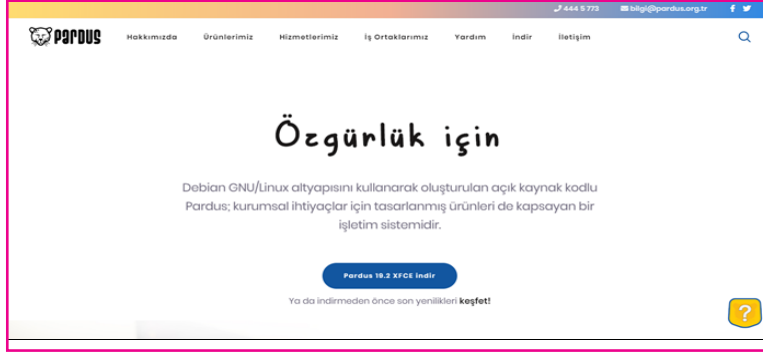 444 5 773 bilgi@pardus.org.tr
PARDUS Hakkımızda Ürünlerimiz Hizmetlerimiz İş Ortaklarımız Yardım İndir İletişim
Özgürlük için
Debian GNU/Linux altyapısını kullanarak oluşturulan açık kaynak kodlu
Pardus; kurumsal ihtiyaçlar için tasarlanmış ürünleri de kapsayan bir
işletim sistemidir.
Pardus 19.2 XFCE indir
Ya da indirmeden önce son yenilikleri keşfet!
?